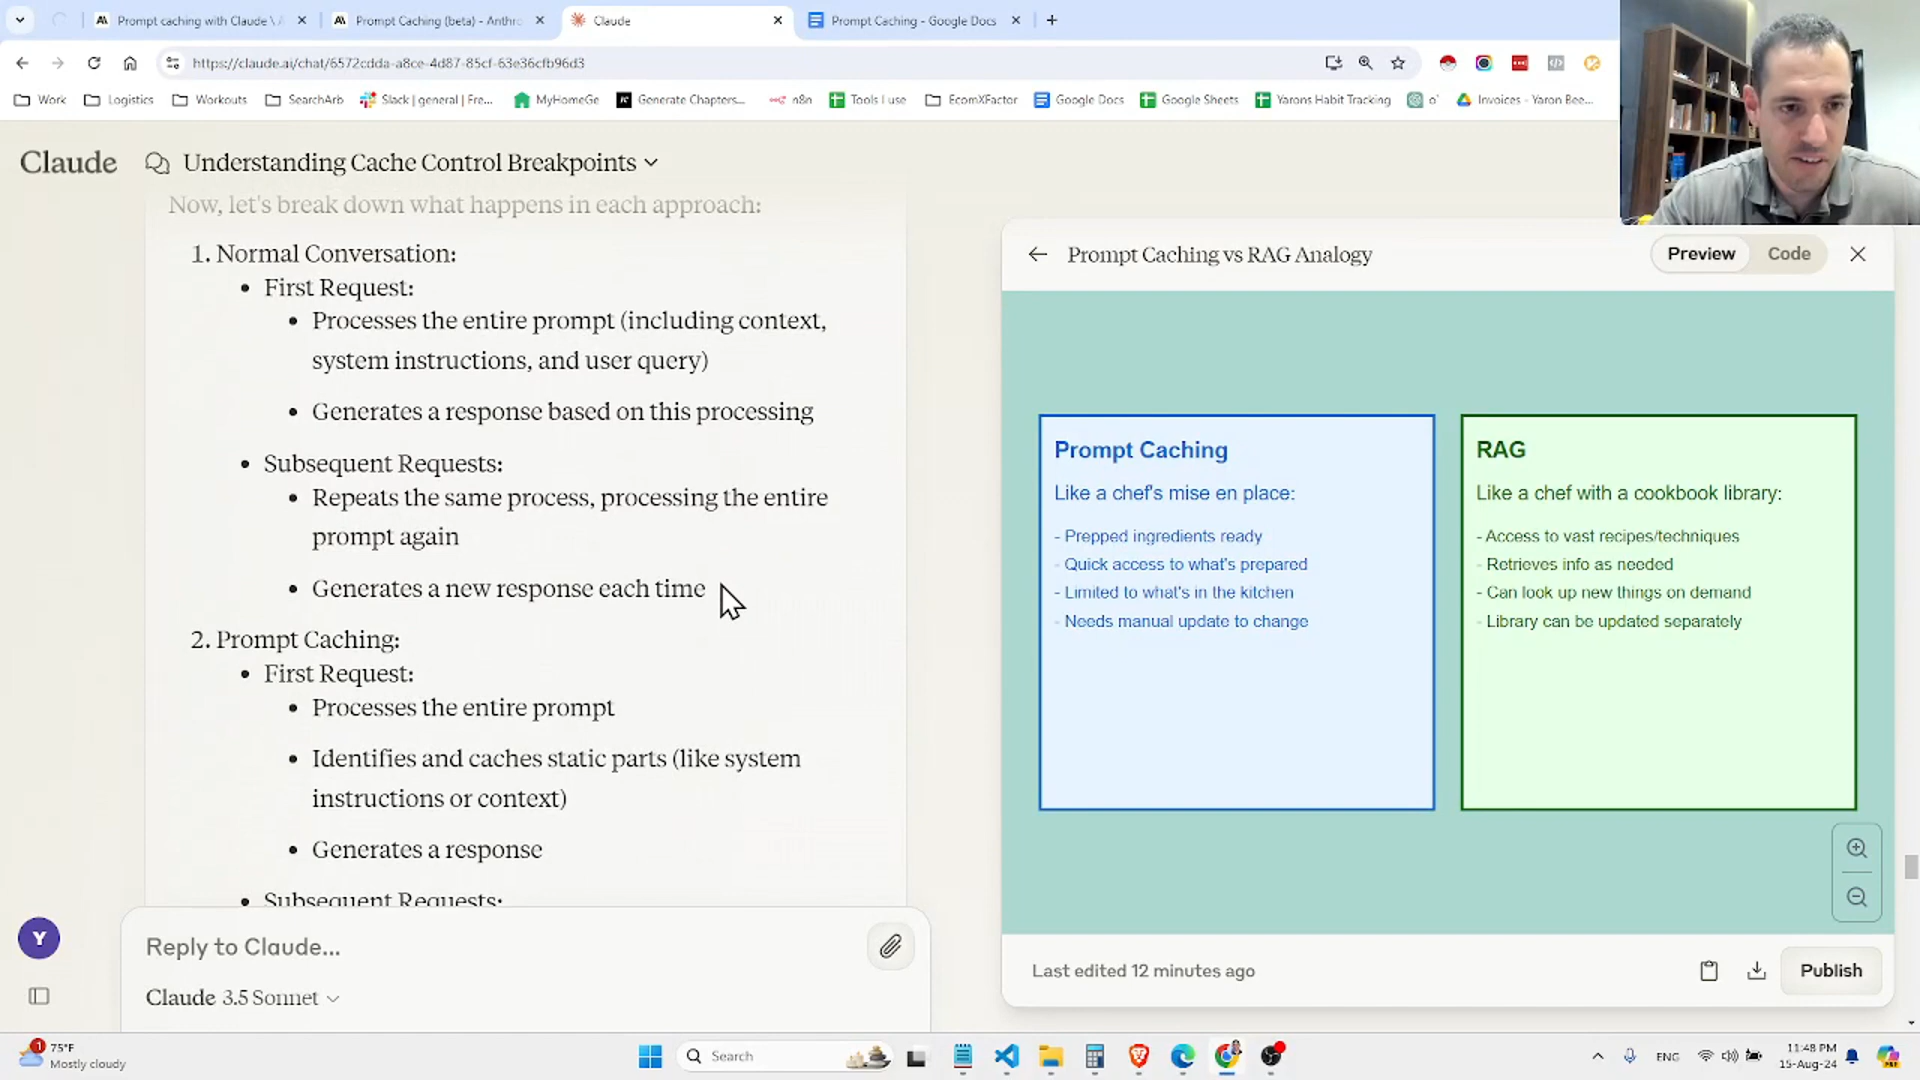 Prompt caching with Claude \ A
Prompt Caching (beta) - Anthro
Claude
Prompt Caching - Google Docs
https://claude.ai/chat/6572cdda-a8ce-4d87-85cf-63e36cfb96d3
Work
Logistics
Workouts
SearchArb
Slack | general | Fre...
MyHomeGe
Generate Chapters...
n8n
Tools I use
EcomXFactor
Google Docs
Google Sheets
Yarons Habit Tracking
o'
Invoices - Yaron Bee...
Claude
Understanding Cache Control Breakpoints
Now, let's break down what happens in each approach:
1. Normal Conversation:
• First Request:
• Processes the entire prompt (including context,
system instructions, and user query)
• Generates a response based on this processing
• Subsequent Requests:
• Repeats the same process, processing the entire
prompt again
• Generates a new response each time
2. Prompt Caching:
• First Request:
• Processes the entire prompt
• Identifies and caches static parts (like system
instructions or context)
• Generates a response
• Subsequent Requests:
Y
Reply to Claude...
Claude 3.5 Sonnet
Prompt Caching vs RAG Analogy
Preview
Code
Prompt Caching
Like a chef's mise en place:
- Prepped ingredients ready
- Quick access to what's prepared
- Limited to what's in the kitchen
- Needs manual update to change
RAG
Like a chef with a cookbook library:
- Access to vast recipes/techniques
- Retrieves info as needed
- Can look up new things on demand
- Library can be updated separately
Last edited 12 minutes ago
Publish
1
75°F
Mostly cloudy
Search
ENG
11:48 PM
15-Aug-24